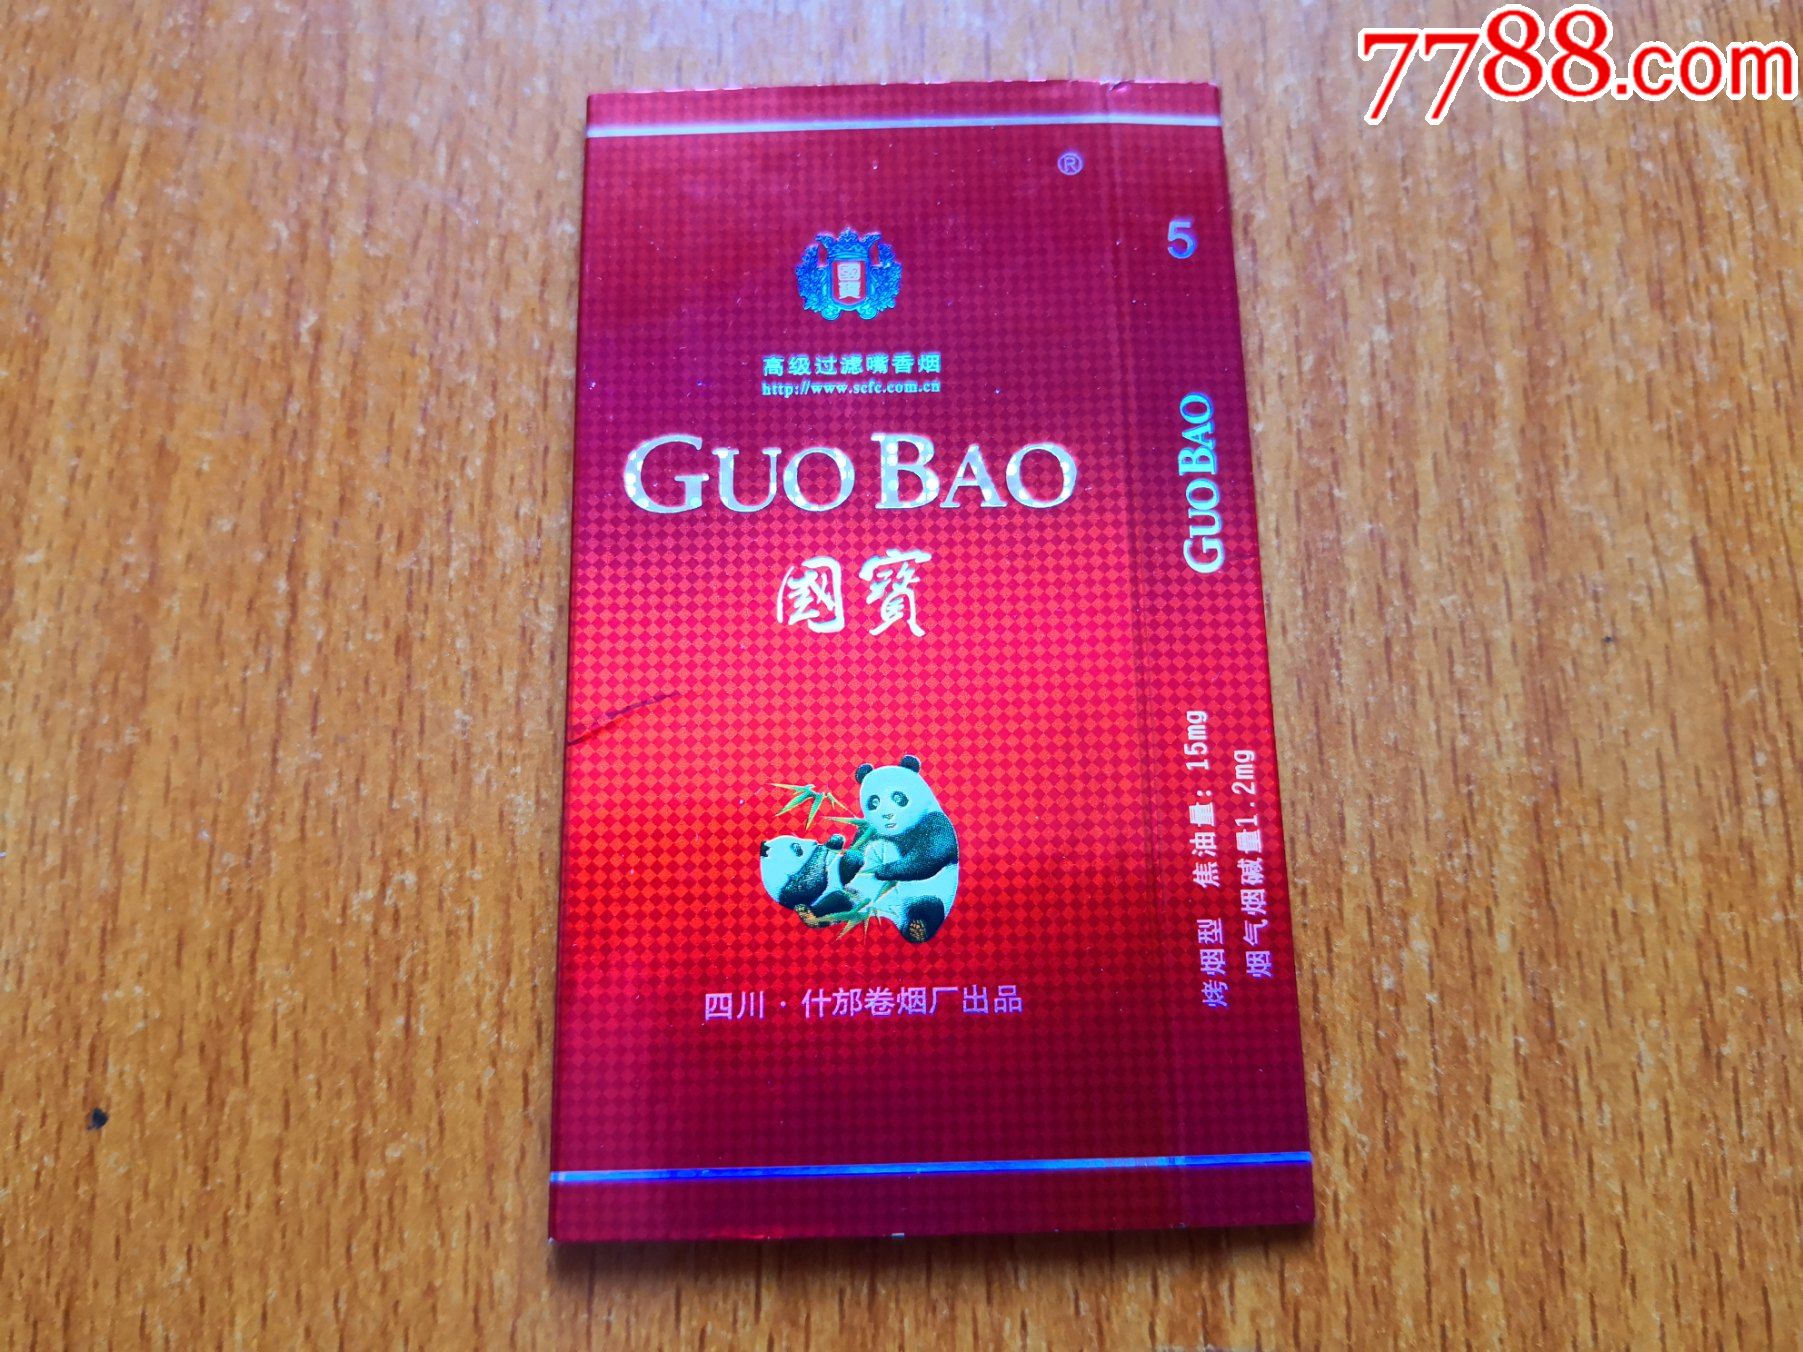 7788.com
®
5
國寶
高级过滤嘴香烟
http://www.scfc.com.cn
GUO BAO
國寶
四川·什邡卷烟厂出品
GUO BAO
烤烟型 焦油量：15mg
烟气烟碱量1.2mg